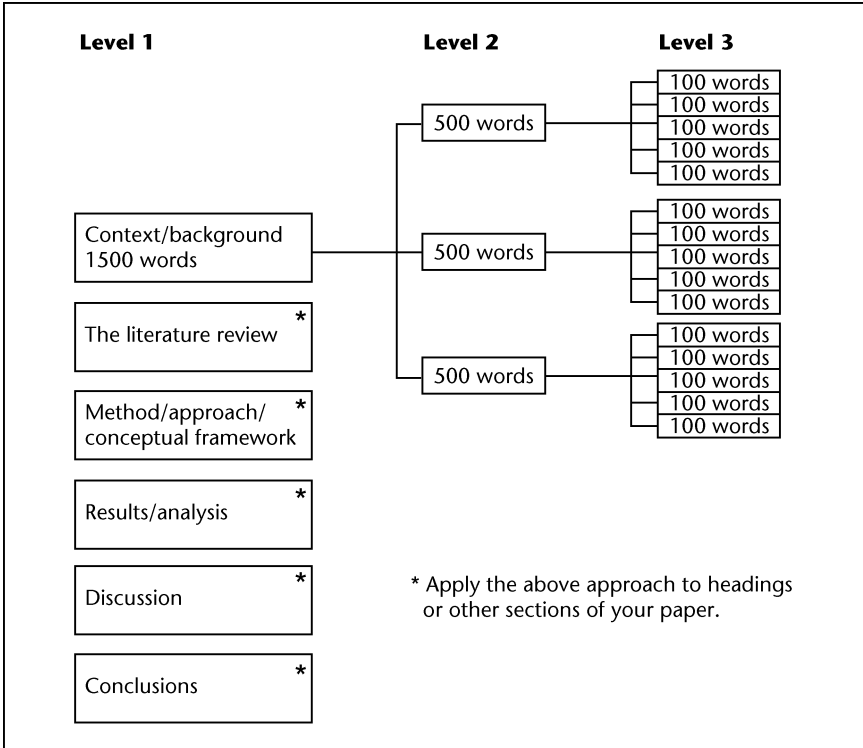 Level 1
Level 2
Level 3
Context/background
1500 words
The literature review
*
Method/approach/
conceptual framework
*
Results/analysis
*
Discussion
*
Conclusions
*
500 words
100 words
100 words
100 words
100 words
100 words
500 words
100 words
100 words
100 words
100 words
100 words
500 words
100 words
100 words
100 words
100 words
100 words
* Apply the above approach to headings
or other sections of your paper.